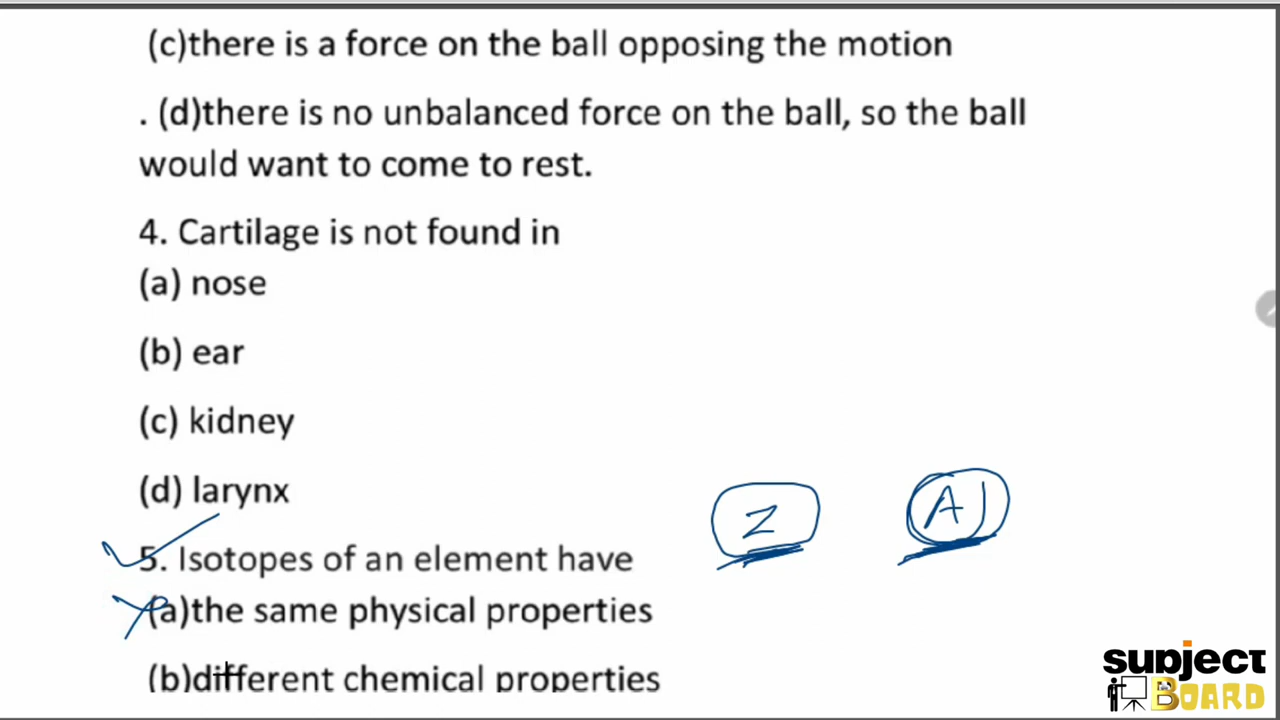 (c)there is a force on the ball opposing the motion
. (d)there is no unbalanced force on the ball, so the ball
would want to come to rest.
4. Cartilage is not found in
(a) nose
(b) ear
(c) kidney
(d) larynx
Z A
5. Isotopes of an element have
(a)the same physical properties
(b)different chemical properties
subject
BOARD